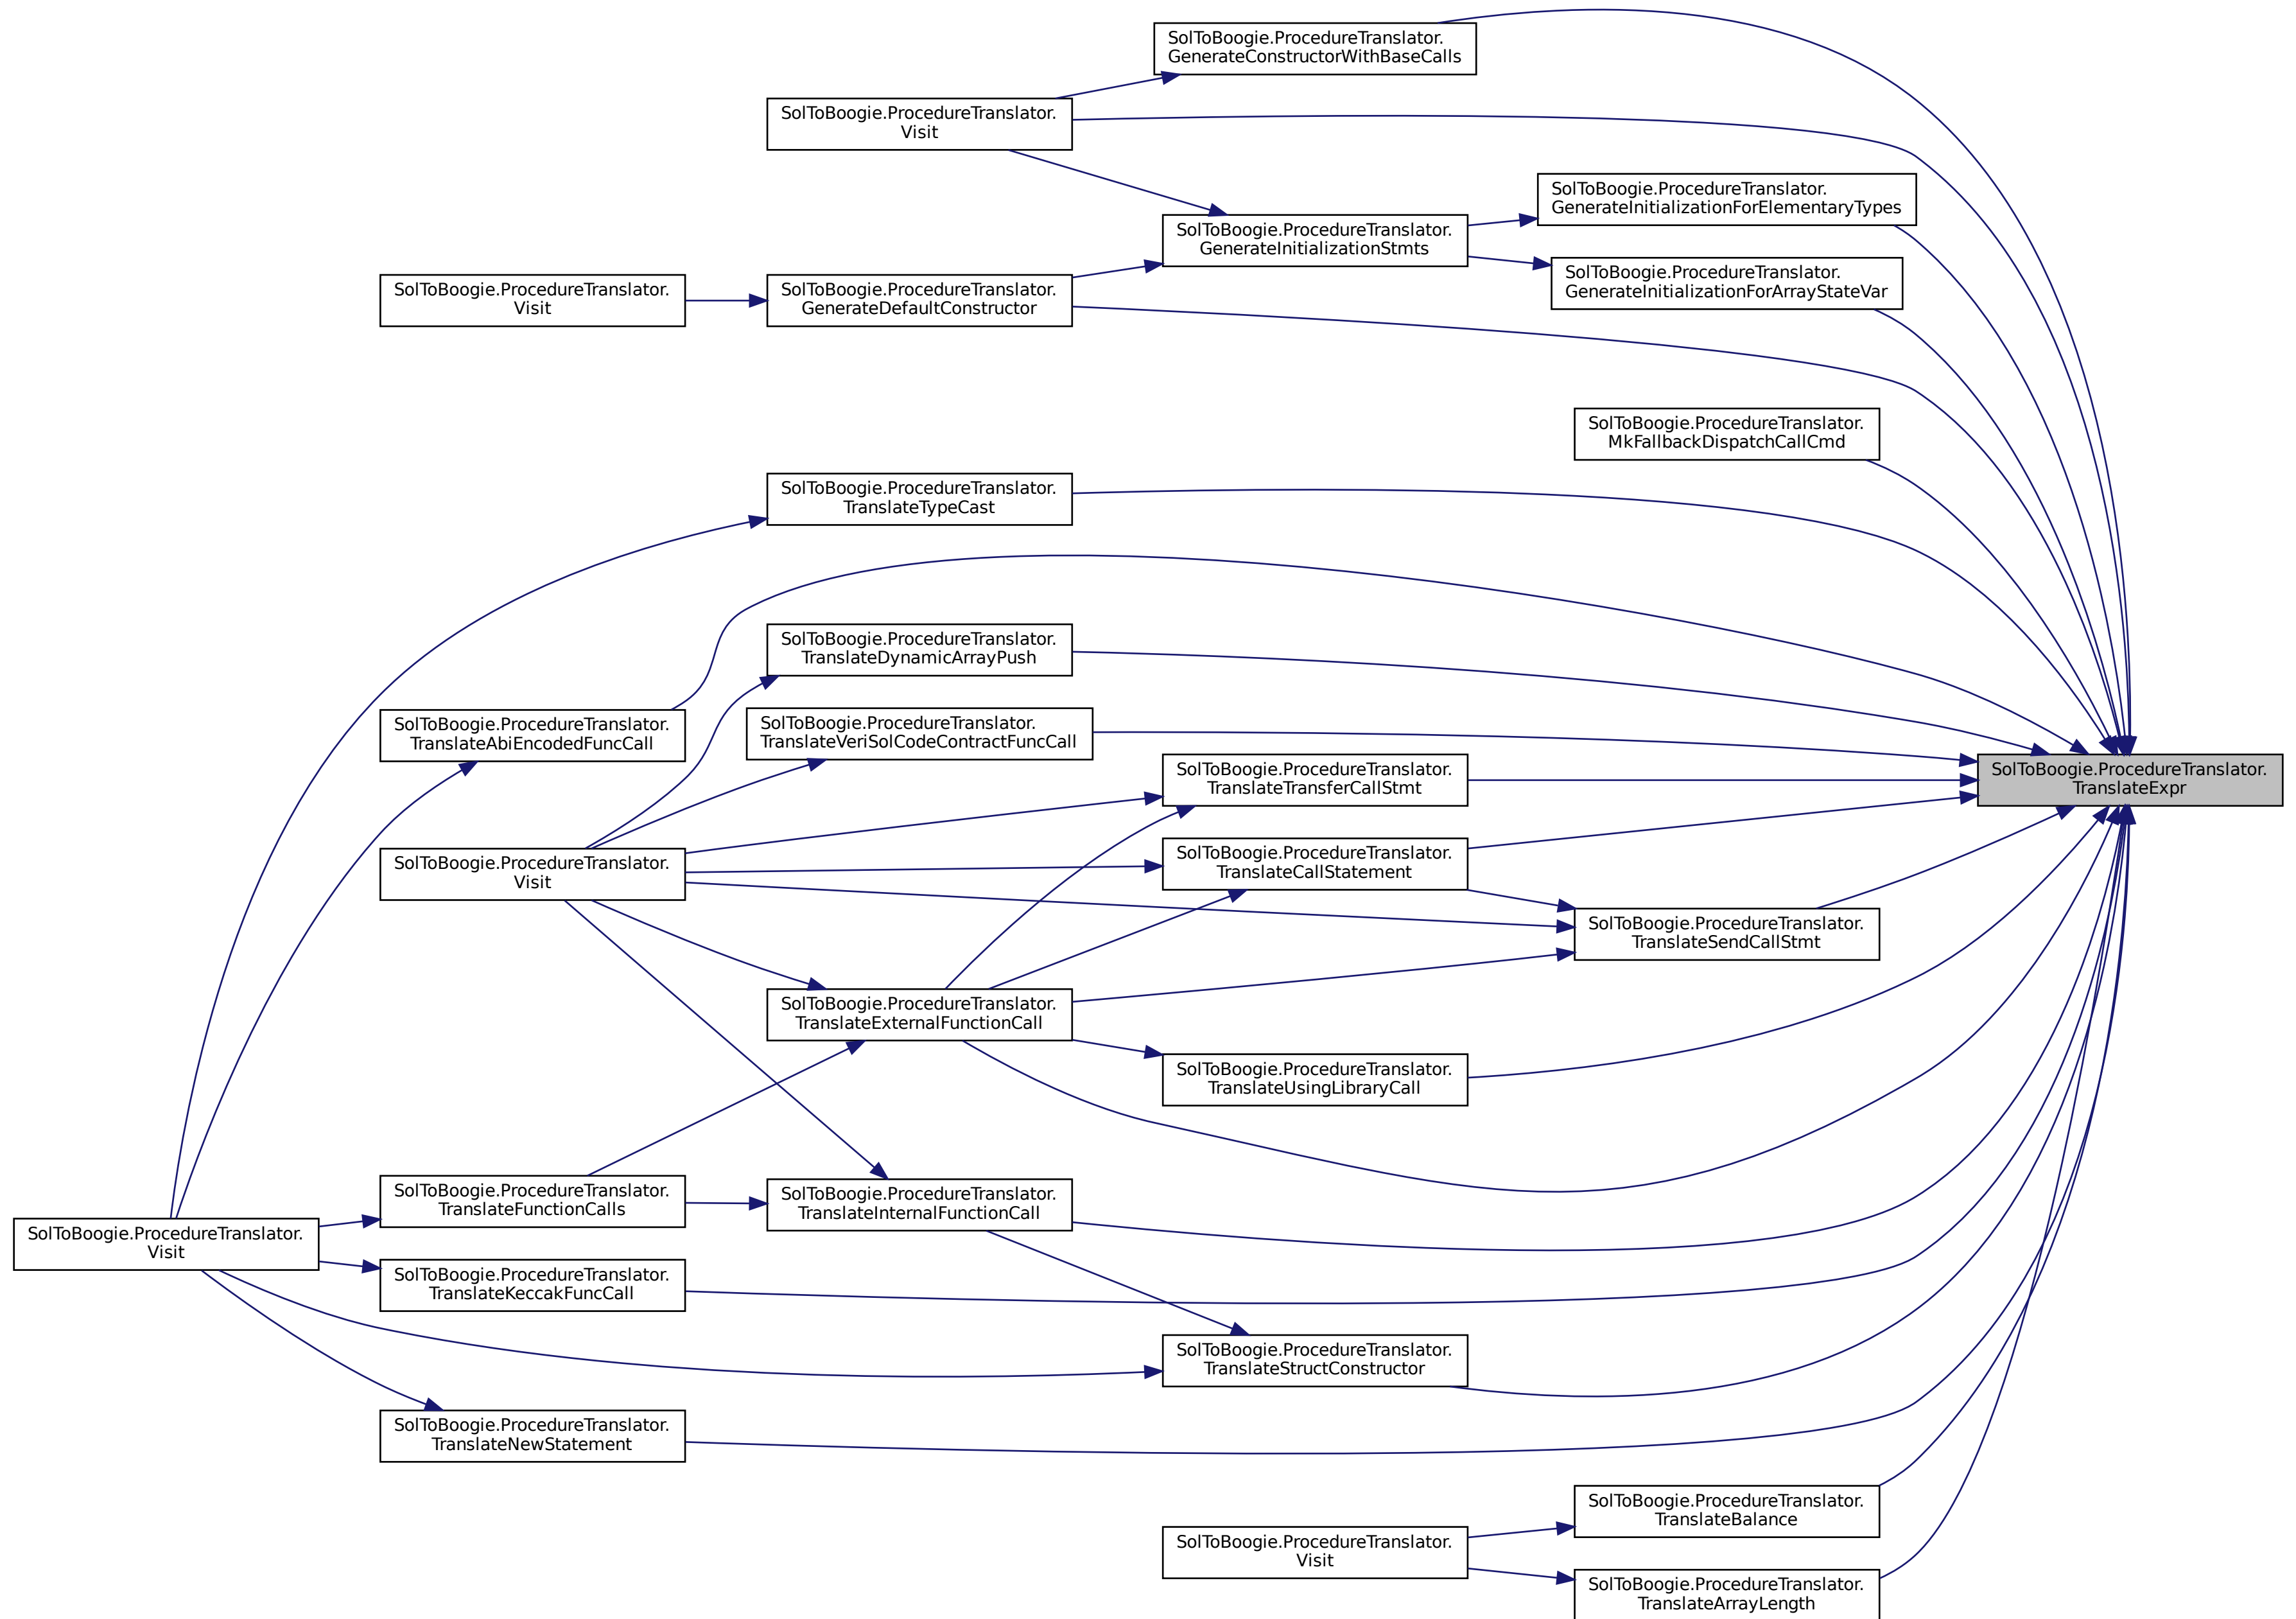 SolToBoogie.ProcedureTranslator.
GenerateConstructorWithBaseCalls
SolToBoogie.ProcedureTranslator.
Visit
SolToBoogie.ProcedureTranslator.
GenerateInitializationForElementaryTypes
SolToBoogie.ProcedureTranslator.
GenerateInitializationStmts
SolToBoogie.ProcedureTranslator.
GenerateInitializationForArrayStateVar
SolToBoogie.ProcedureTranslator.
Visit
SolToBoogie.ProcedureTranslator.
GenerateDefaultConstructor
SolToBoogie.ProcedureTranslator.
MkFallbackDispatchCallCmd
SolToBoogie.ProcedureTranslator.
TranslateTypeCast
SolToBoogie.ProcedureTranslator.
TranslateDynamicArrayPush
SolToBoogie.ProcedureTranslator.
TranslateAbiEncodedFuncCall
SolToBoogie.ProcedureTranslator.
TranslateVeriSolCodeContractFuncCall
SolToBoogie.ProcedureTranslator.
TranslateTransferCallStmt
SolToBoogie.ProcedureTranslator.
TranslateExpr
SolToBoogie.ProcedureTranslator.
Visit
SolToBoogie.ProcedureTranslator.
TranslateCallStatement
SolToBoogie.ProcedureTranslator.
TranslateSendCallStmt
SolToBoogie.ProcedureTranslator.
TranslateExternalFunctionCall
SolToBoogie.ProcedureTranslator.
TranslateUsingLibraryCall
SolToBoogie.ProcedureTranslator.
TranslateFunctionCalls
SolToBoogie.ProcedureTranslator.
TranslateInternalFunctionCall
SolToBoogie.ProcedureTranslator.
Visit
SolToBoogie.ProcedureTranslator.
TranslateKeccakFuncCall
SolToBoogie.ProcedureTranslator.
TranslateStructConstructor
SolToBoogie.ProcedureTranslator.
TranslateNewStatement
SolToBoogie.ProcedureTranslator.
TranslateBalance
SolToBoogie.ProcedureTranslator.
Visit
SolToBoogie.ProcedureTranslator.
TranslateArrayLength